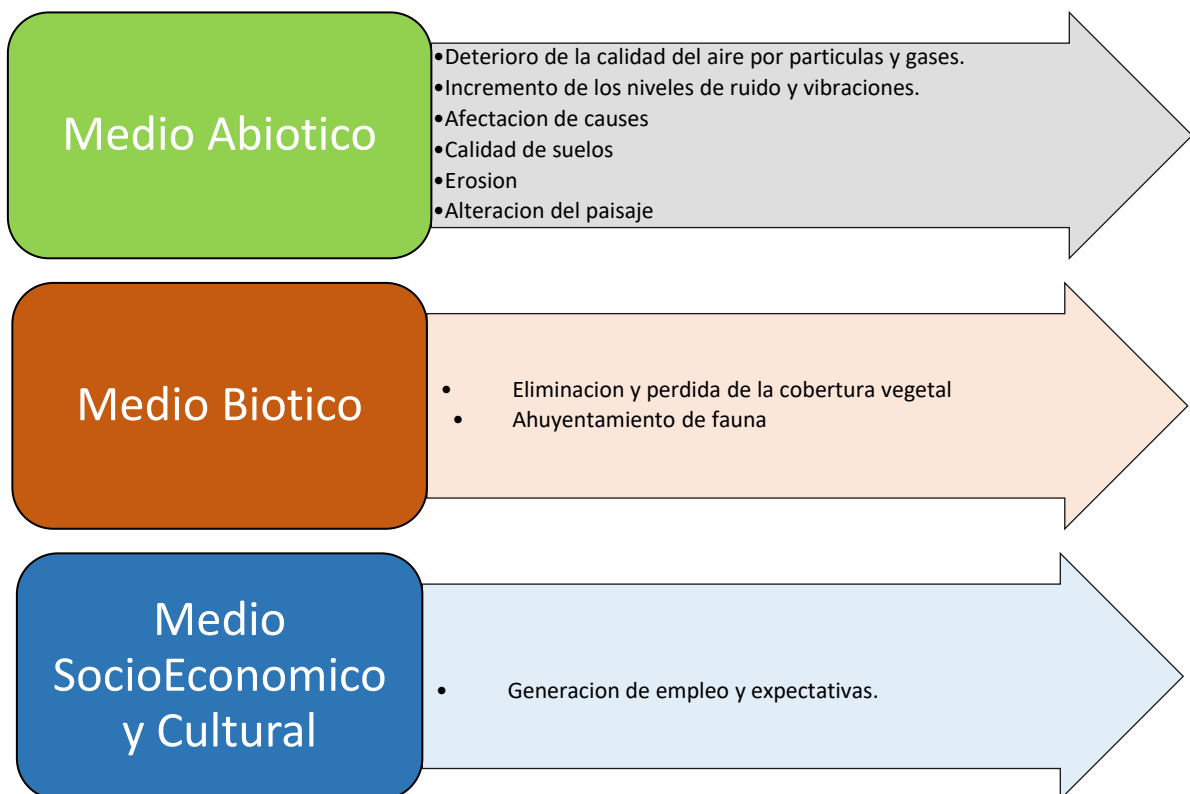 Medio Abiotico
•Deterioro de la calidad del aire por particulas y gases.
•Incremento de los niveles de ruido y vibraciones.
•Afectacion de causes
•Calidad de suelos
•Erosion
•Alteracion del paisaje
Medio Biotico
• Eliminacion y perdida de la cobertura vegetal
• Ahuyentamiento de fauna
Medio
SocioEconomico
y Cultural
• Generacion de empleo y expectativas.